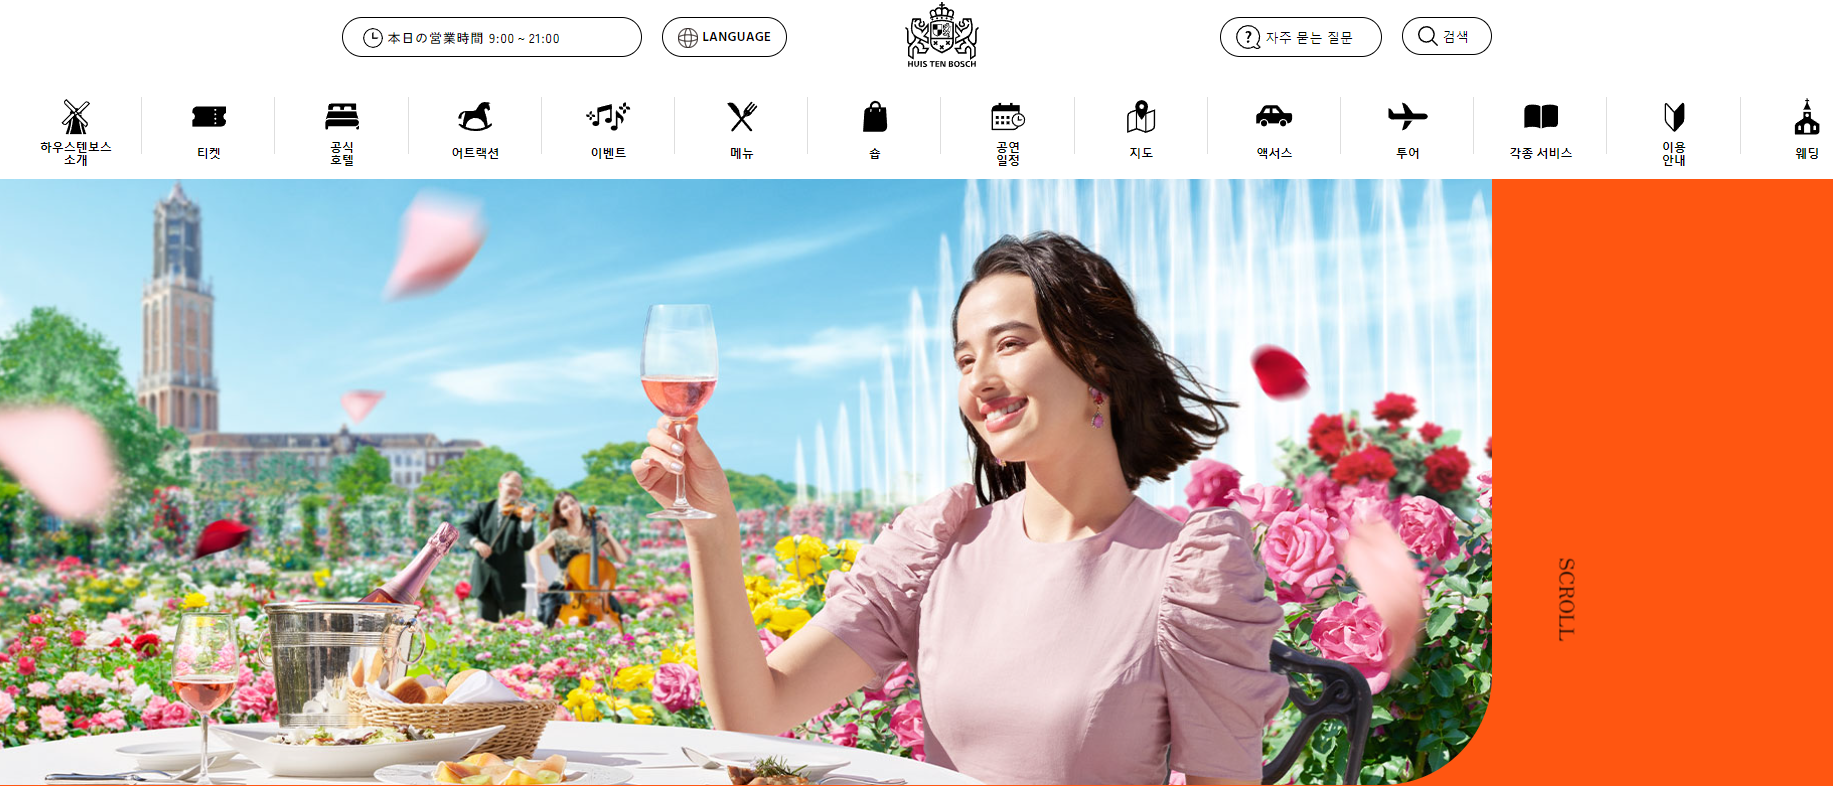 本日の営業時間 9:00 ~ 21:00
LANGUAGE
HUIS TEN BOSCH
자주 묻는 질문
검색
하우스텐보스
소개
티켓
공식
호텔
어트랙션
이벤트
메뉴
숍
공연
일정
지도
액서스
투어
각종 서비스
이용
안내
웨딩
SCROLL